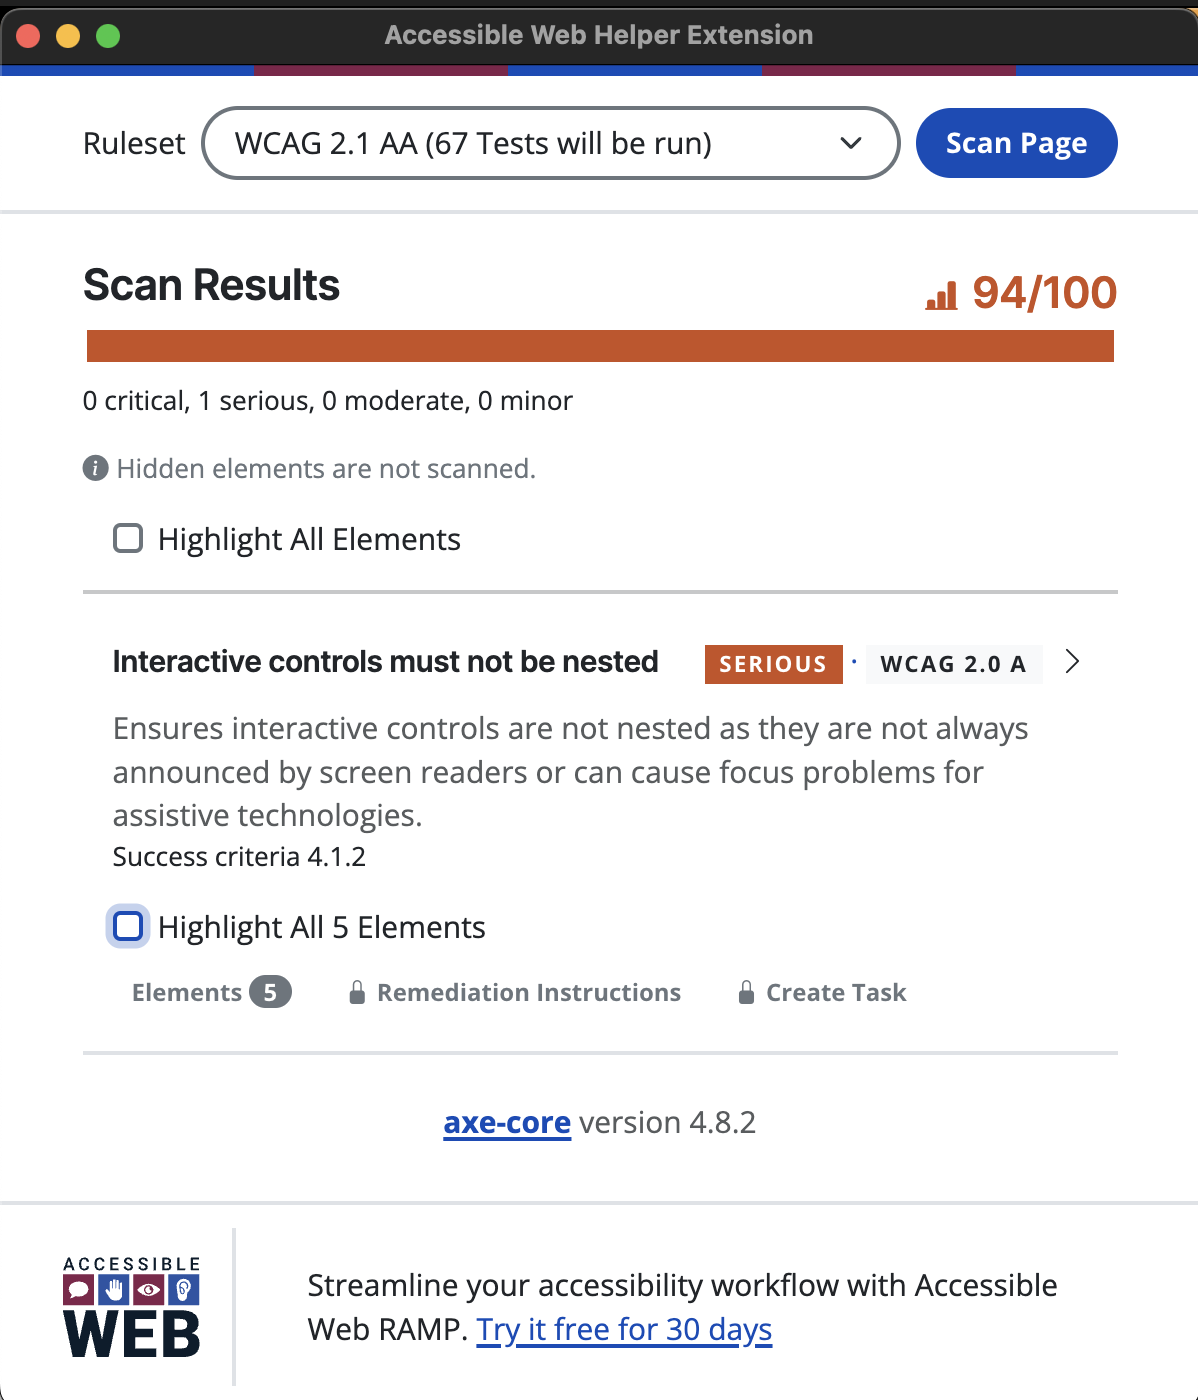 Accessible Web Helper Extension
Ruleset
WCAG 2.1 AA (67 Tests will be run)
Scan Page
Scan Results
94/100
0 critical, 1 serious, 0 moderate, 0 minor
Hidden elements are not scanned.
Highlight All Elements
Interactive controls must not be nested
SERIOUS · WCAG 2.0 A
Ensures interactive controls are not nested as they are not always
announced by screen readers or can cause focus problems for
assistive technologies.
Success criteria 4.1.2
Highlight All 5 Elements
Elements 5
Remediation Instructions
Create Task
axe-core version 4.8.2
ACCESSIBLE
WEB
Streamline your accessibility workflow with Accessible
Web RAMP. Try it free for 30 days